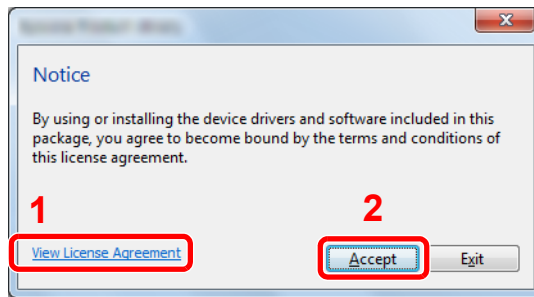 Notice
By using or installing the device drivers and software included in this
package, you agree to become bound by the terms and conditions of
this license agreement.
1
2
View License Agreement
Accept
Exit